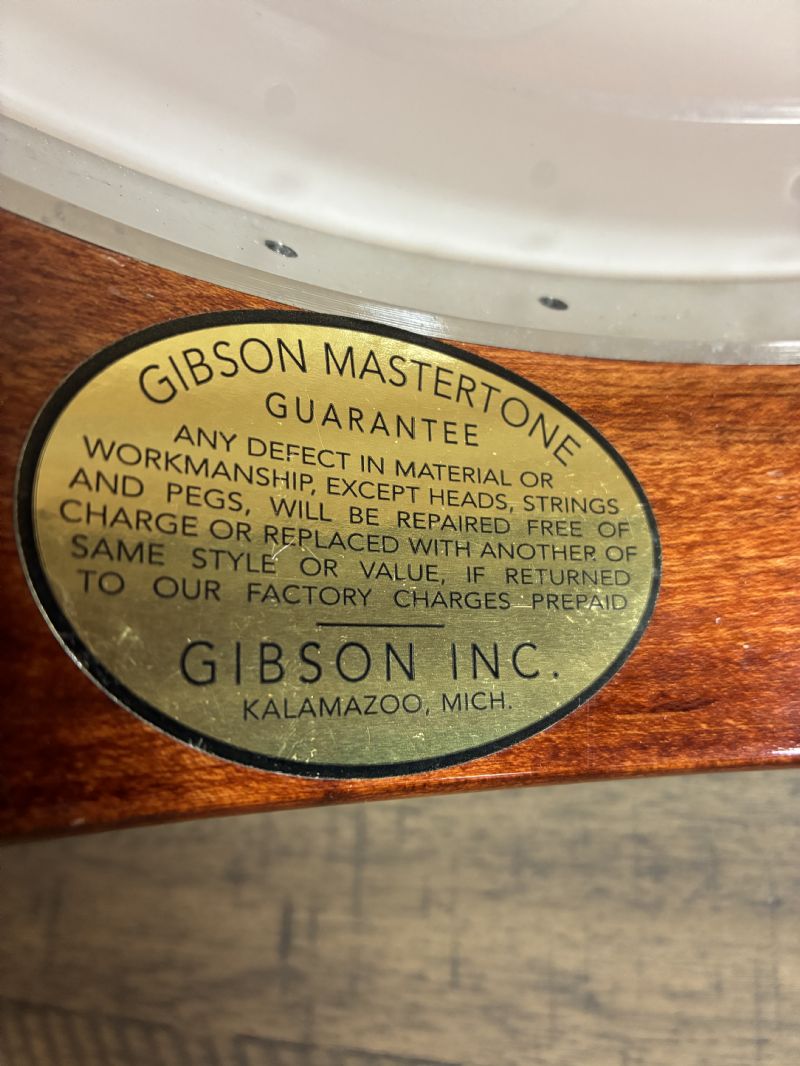 GIBSON MASTERTONE
GUARANTEE
ANY DEFECT IN MATERIAL OR
WORKMANSHIP, EXCEPT HEADS, STRINGS
AND PEGS, WILL BE REPAIRED FREE OF
CHARGE OR REPLACED WITH ANOTHER OF
SAME STYLE OR VALUE, IF RETURNED
TO OUR FACTORY CHARGES PREPAID
GIBSON INC.
KALAMAZOO, MICH.